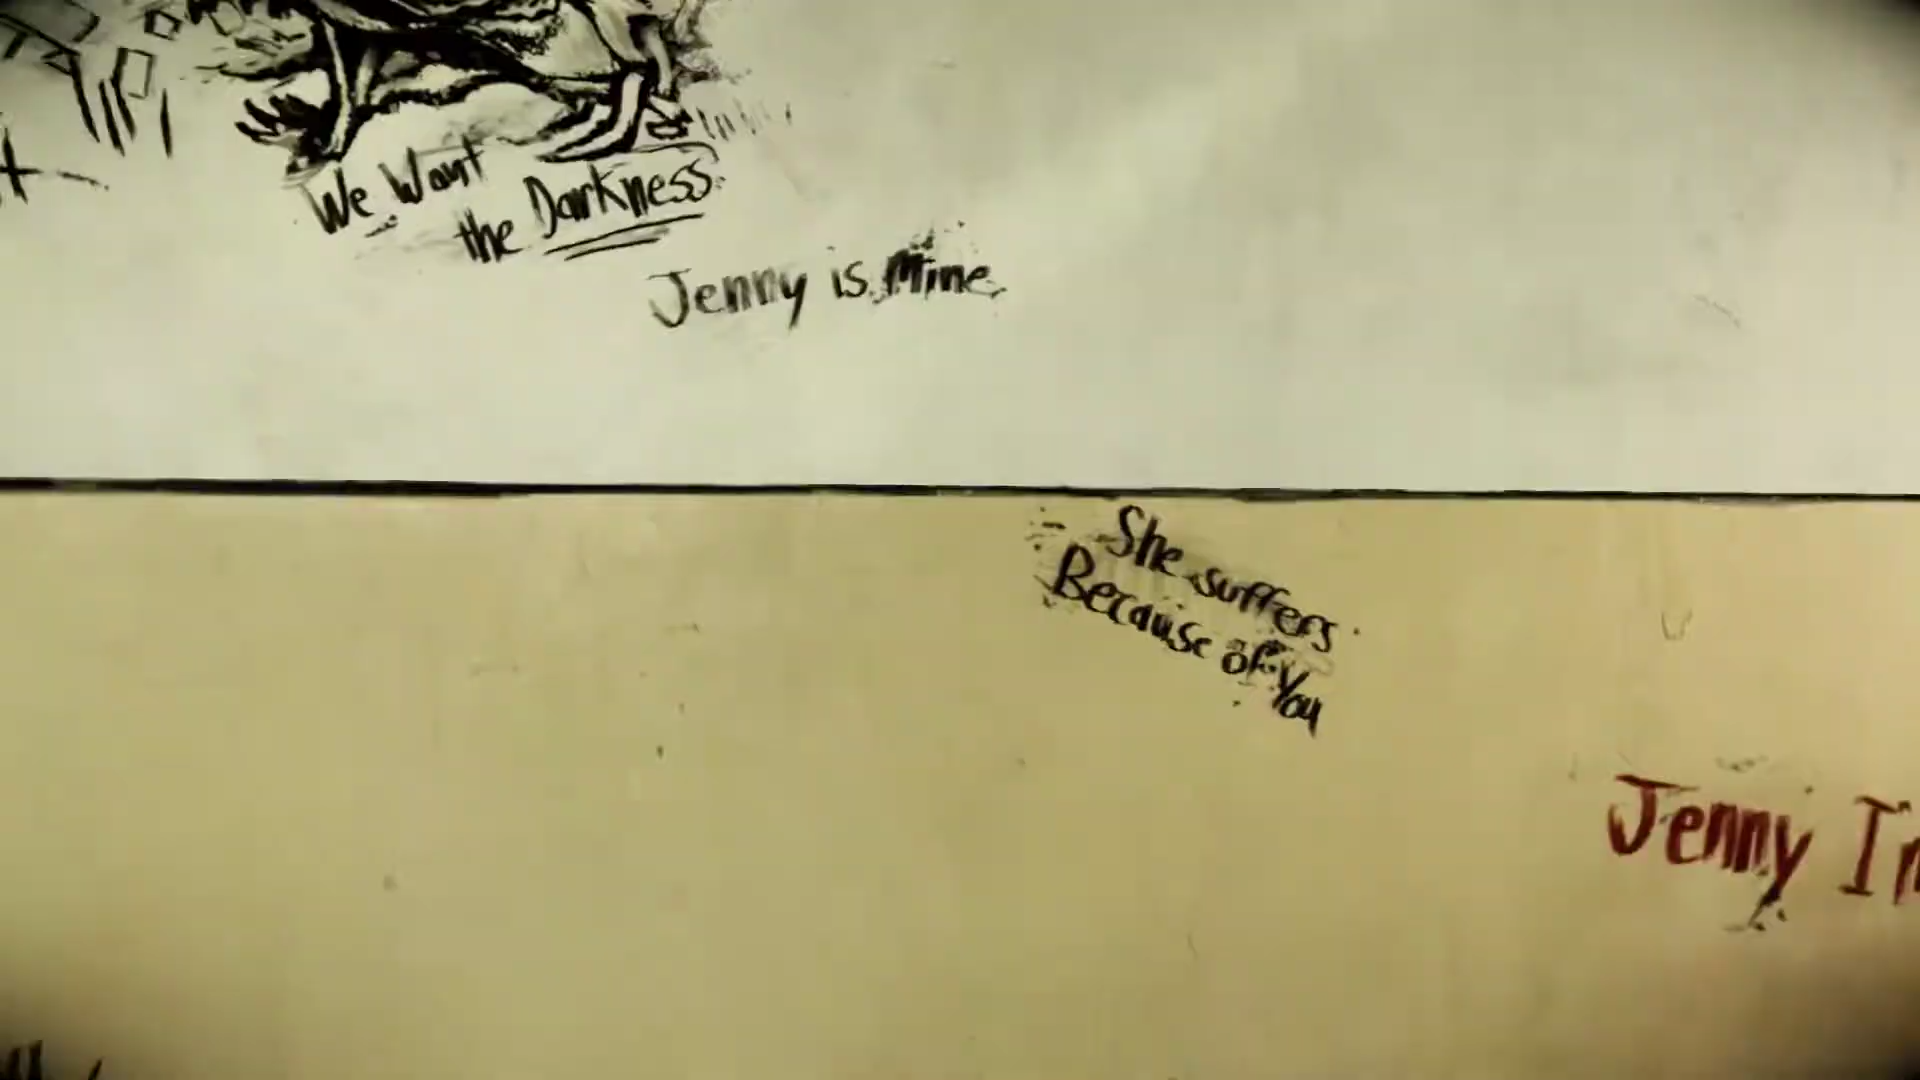 We Want
the Darkness
Jenny is Mine
She suffers
Because of You
Jenny I